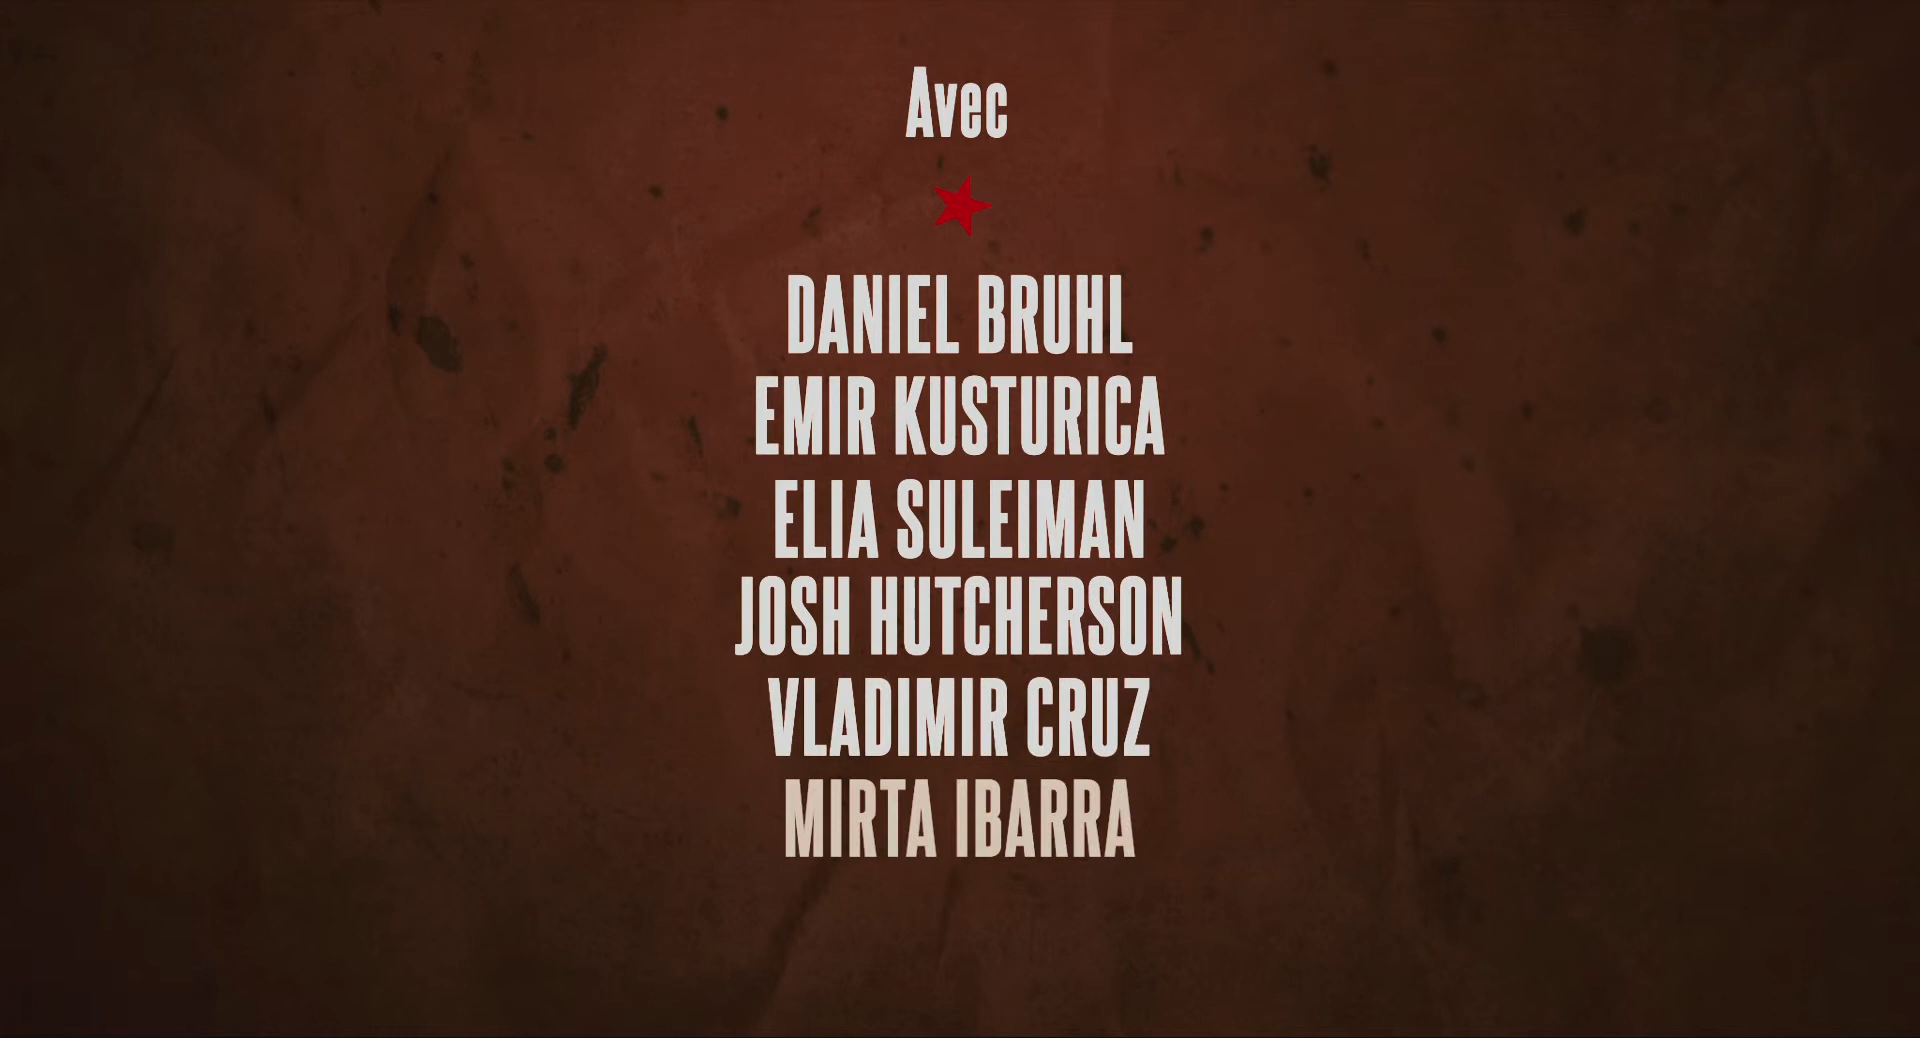 Avec
DANIEL BRUHL
EMIR KUSTURICA
ELIA SULEIMAN
JOSH HUTCHERSON
VLADIMIR CRUZ
MIRTA IBARRA